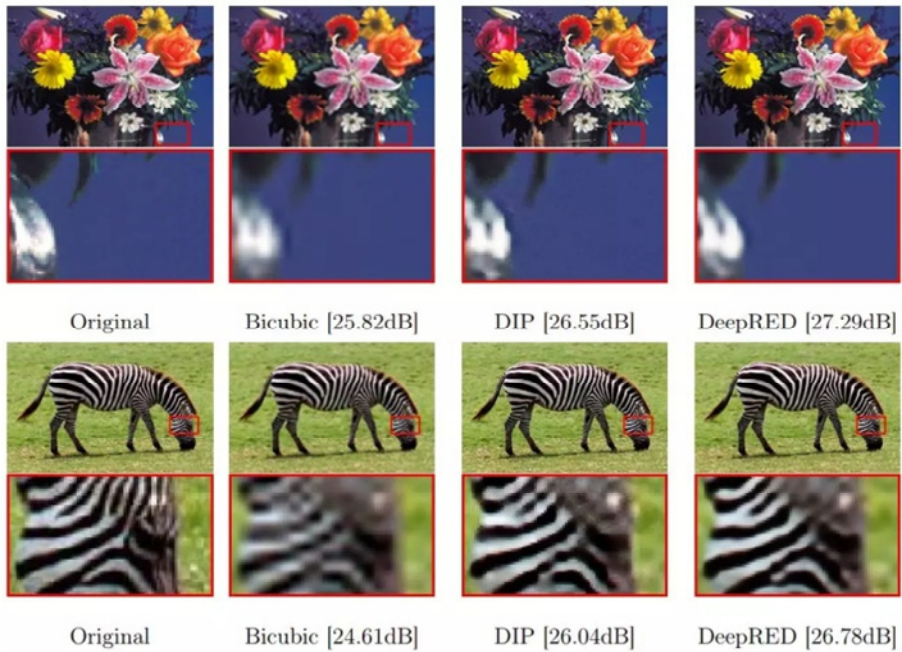 Original Bicubic [25.82dB] DIP [26.55dB] DeepRED [27.29dB]
Original Bicubic [24.61dB] DIP [26.04dB] DeepRED [26.78dB]